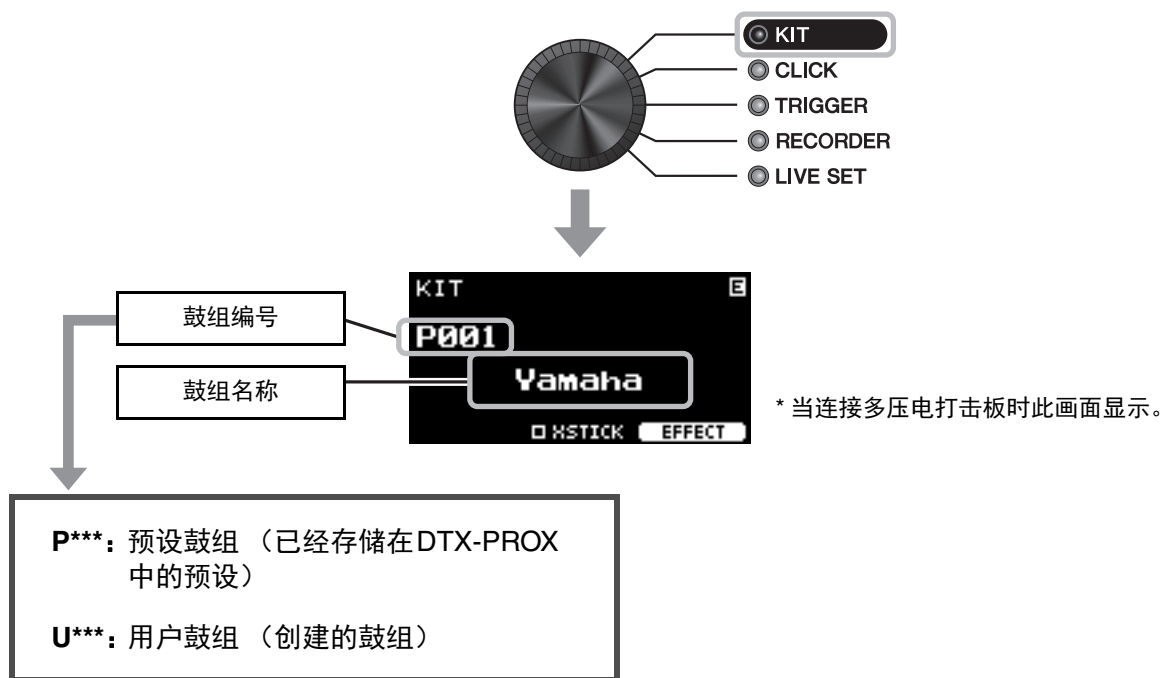 KIT
CLICK
TRIGGER
RECORDER
LIVE SET
KIT E
鼓组编号
P001
鼓组名称
Yamaha
* 当连接多压电打击板时此画面显示。
XSTICK EFFECT
P***：预设鼓组 （已经存储在DTX-PROX
中的预设）
U***：用户鼓组 （创建的鼓组）